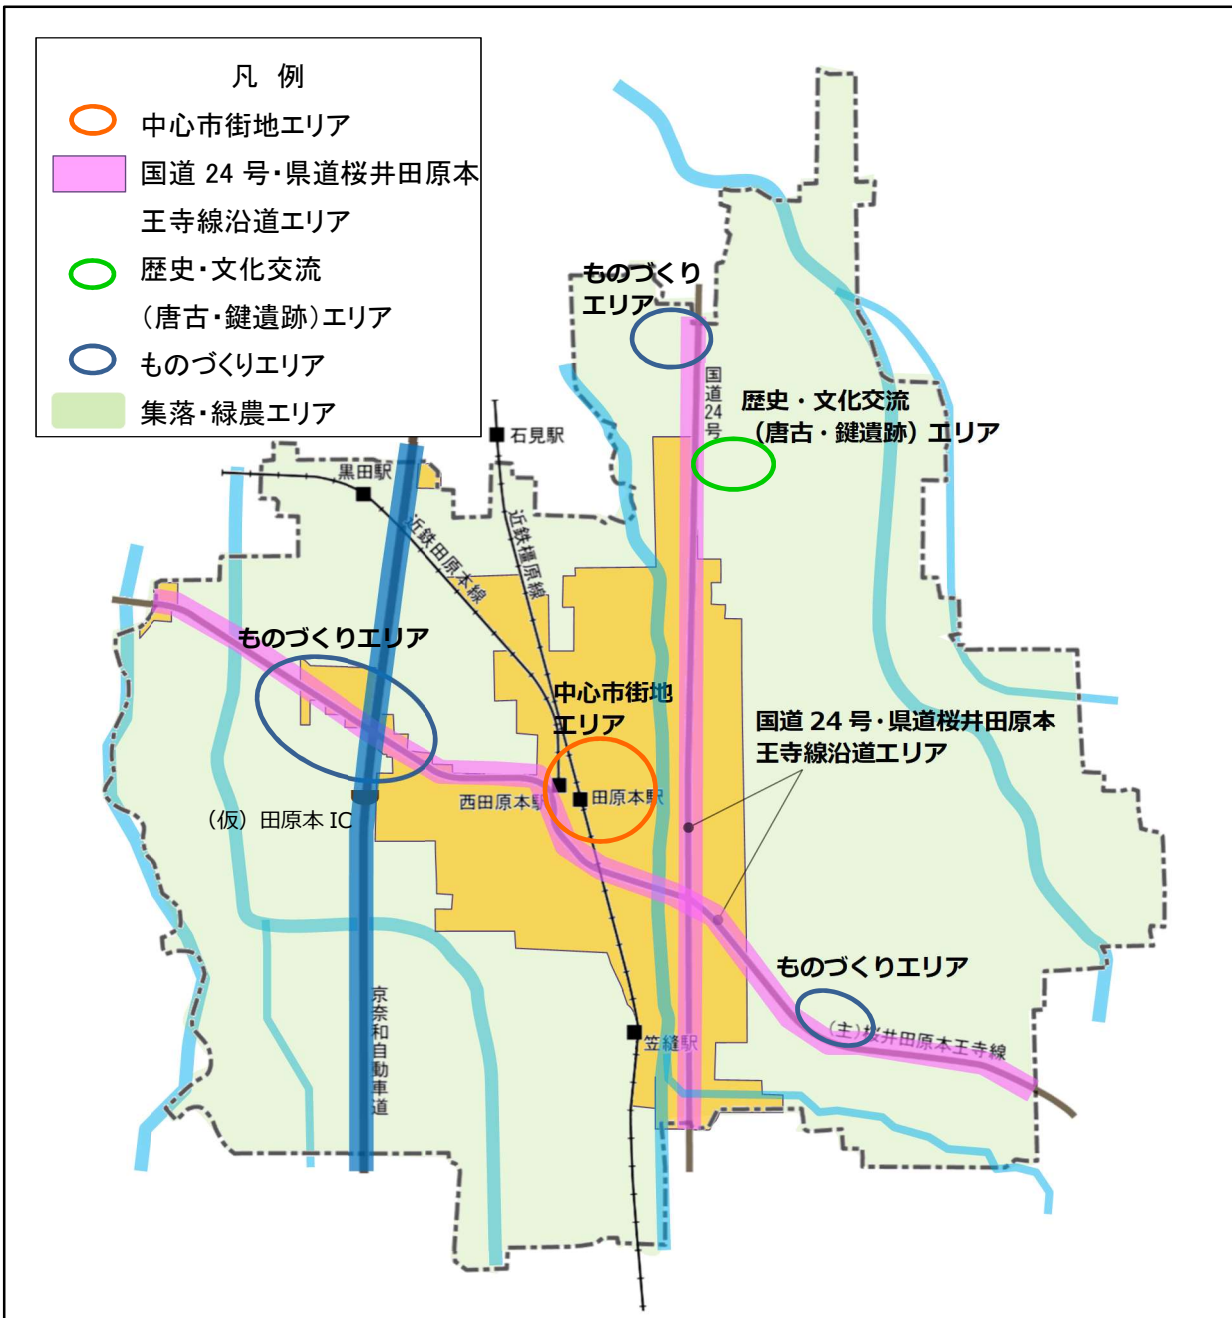 凡 例
中心市街地エリア
国道 24 号・県道桜井田原本
王寺線沿道エリア
歴史・文化交流
（唐古・鍵遺跡）エリア
ものづくりエリア
集落・緑農エリア
ものづくり
エリア
国道24号
歴史・文化交流
（唐古・鍵遺跡）エリア
石見駅
黒田駅
近鉄田原本線
近鉄橿原線
ものづくりエリア
中心市街地
エリア
国道 24 号・県道桜井田原本
王寺線沿道エリア
西田原本駅
田原本駅
（仮）田原本 IC
ものづくりエリア
京奈和自動車道
笠縫駅
（主）桜井田原本王寺線